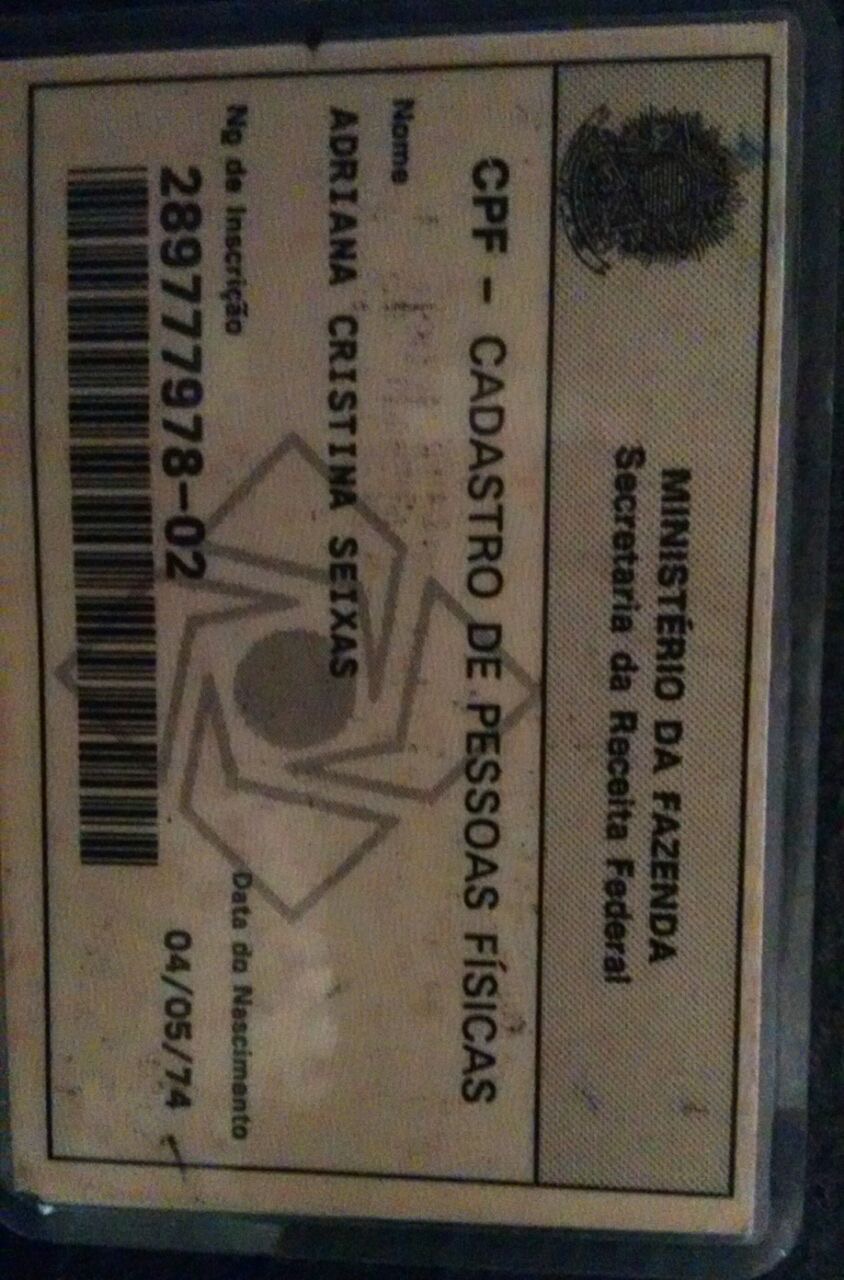 MINISTÉRIO DA FAZENDA
Secretaria da Receita Federal
CPF - CADASTRO DE PESSOAS FÍSICAS
Nome
ADRIANA CRISTINA SEIXAS
Nº de Inscrição
289777978-02
Data do Nascimento
04/05/74